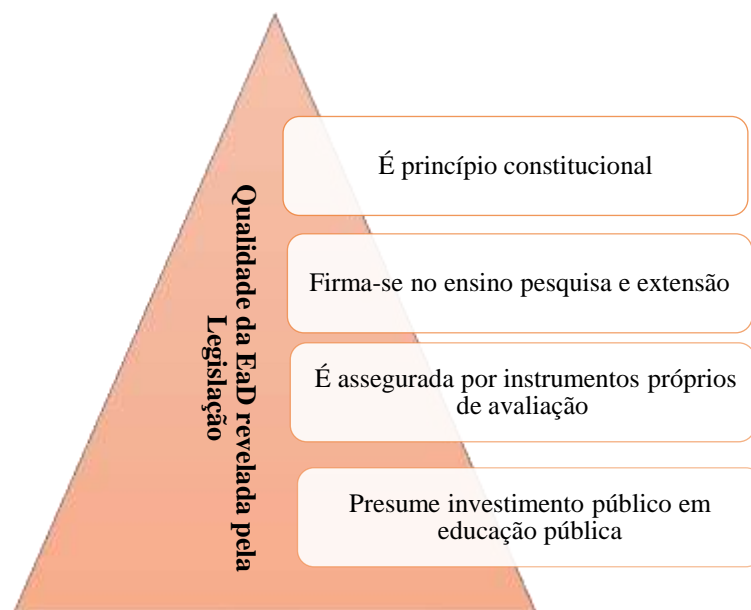 Qualidade da EaD revelada pela
Legislação
É princípio constitucional
Firma-se no ensino pesquisa e extensão
É assegurada por instrumentos próprios
de avaliação
Presume investimento público em
educação pública